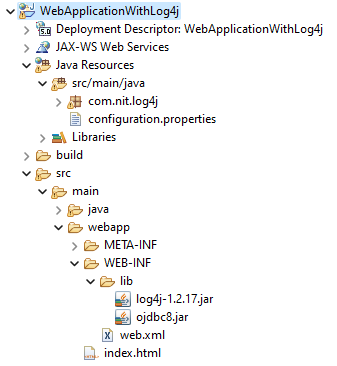 WebApplicationWithLog4j
Deployment Descriptor: WebApplicationWithLog4j
JAX-WS Web Services
Java Resources
src/main/java
com.nit.log4j
configuration.properties
Libraries
build
src
main
java
webapp
META-INF
WEB-INF
lib
log4j-1.2.17.jar
ojdbc8.jar
web.xml
index.html